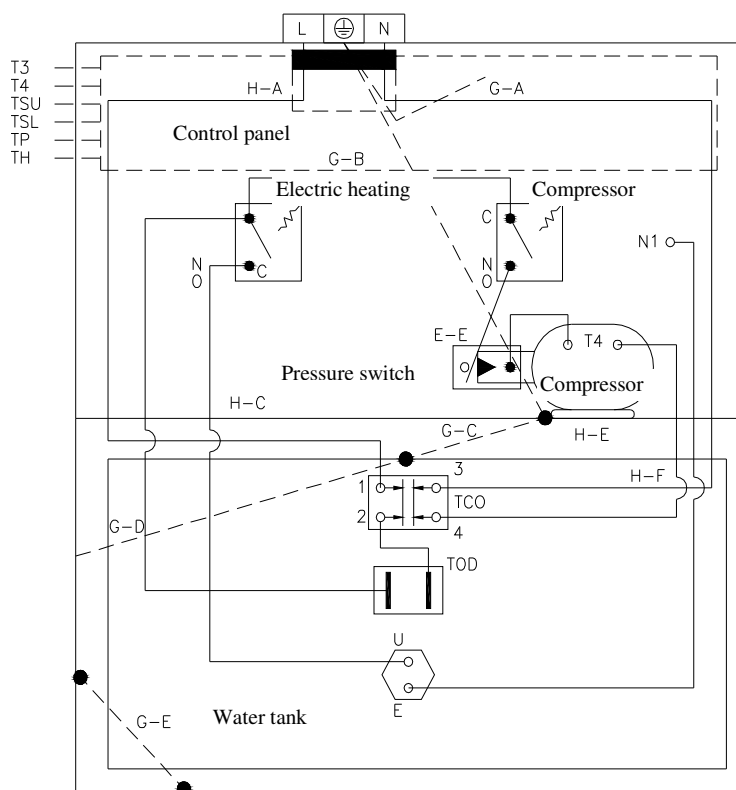 L N
T3
T4
TSU
TSL
TP
TH
H-A
G-A
Control panel
G-B
Electric heating
Compressor
C
N
O
C
N
O
N1
E-E
T4
Pressure switch
Compressor
H-C
G-C
H-E
3
1
H-F
TCO
2
4
G-D
TOD
U
E
G-E
Water tank